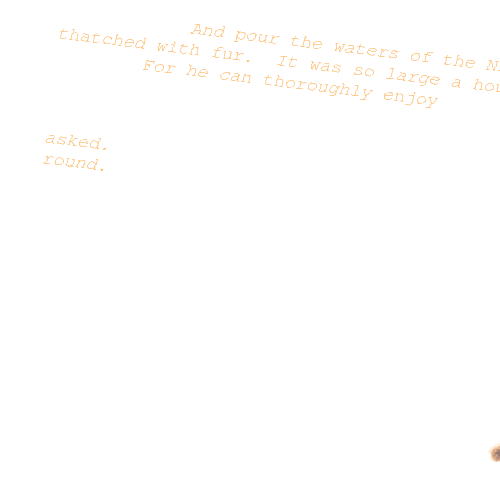 And pour the waters of the
thatched with fur. It was so large a
For he can thoroughly enjoy
asked.
round.